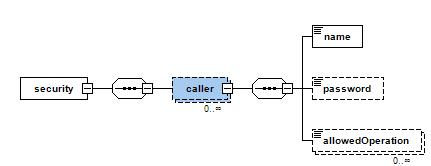 name
security
caller
password
0..∞
allowedOperation
0..∞